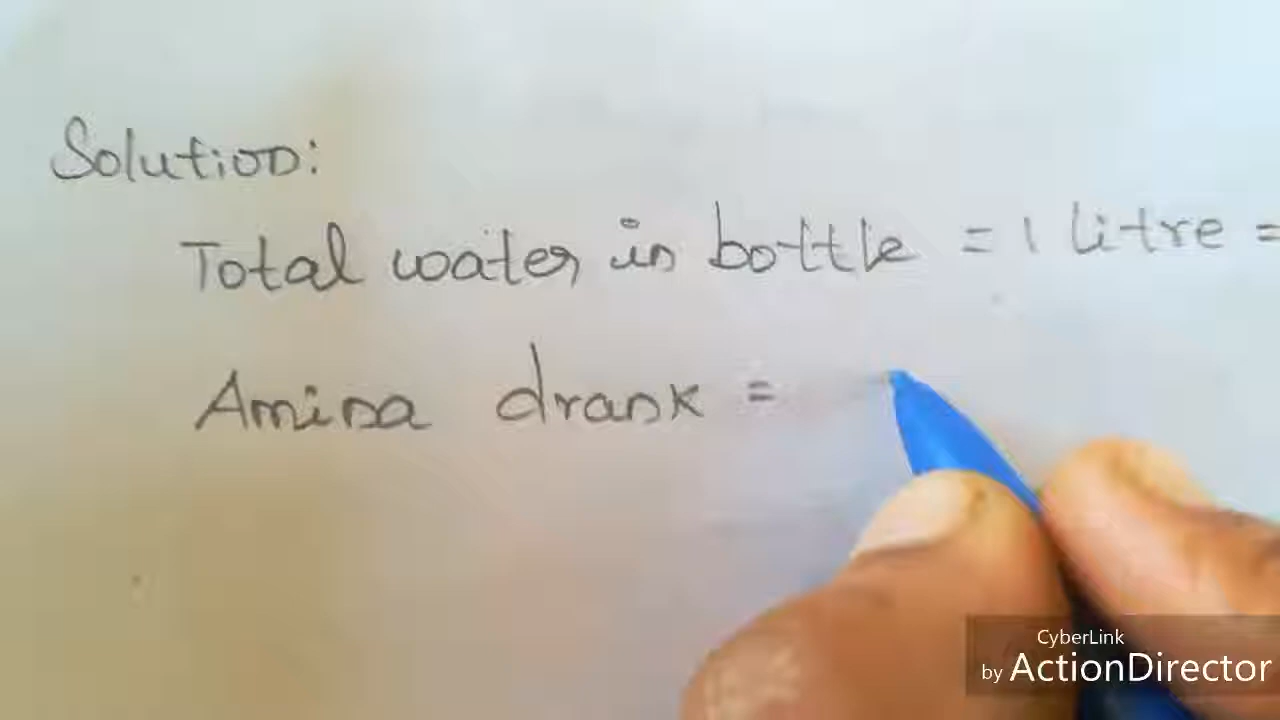 Solution:
Total water in bottle = 1 litre =
Amina drank =
CyberLink
by ActionDirector